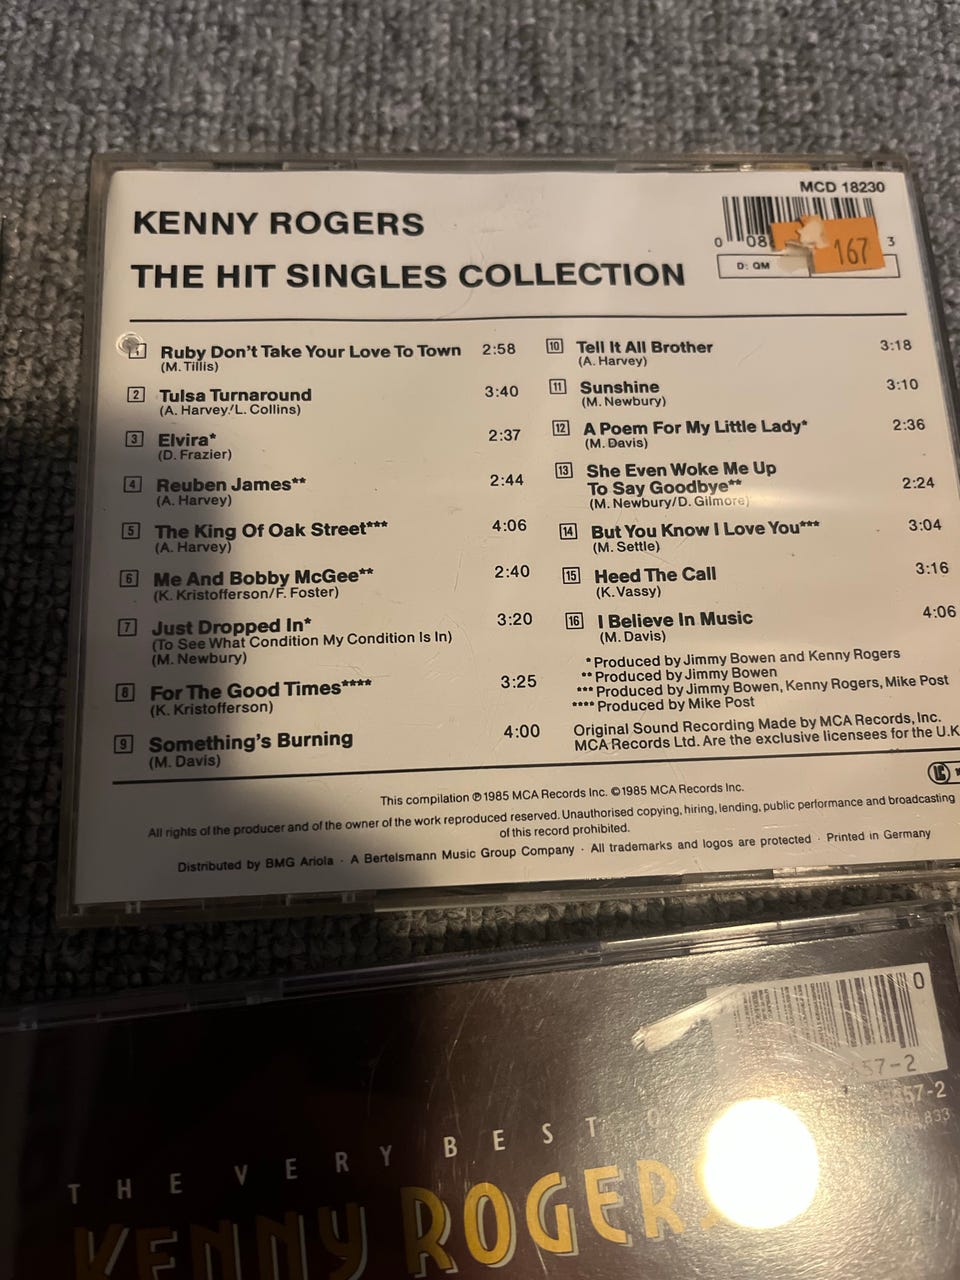 MCD 18230
KENNY ROGERS
THE HIT SINGLES COLLECTION
0 08 3
167
D: QM
1 Ruby Don't Take Your Love To Town 2:58
(M. Tillis)
2 Tulsa Turnaround 3:40
(A. Harvey/L. Collins)
3 Elvira* 2:37
(D. Frazier)
4 Reuben James** 2:44
(A. Harvey)
5 The King Of Oak Street*** 4:06
(A. Harvey)
6 Me And Bobby McGee** 2:40
(K. Kristofferson/F. Foster)
7 Just Dropped In* 3:20
(To See What Condition My Condition Is In)
(M. Newbury)
8 For The Good Times**** 3:25
(K. Kristofferson)
9 Something's Burning 4:00
(M. Davis)
10 Tell It All Brother 3:18
(A. Harvey)
11 Sunshine 3:10
(M. Newbury)
12 A Poem For My Little Lady* 2:36
(M. Davis)
13 She Even Woke Me Up
To Say Goodbye** 2:24
(M. Newbury/D. Gilmore)
14 But You Know I Love You*** 3:04
(M. Settle)
15 Heed The Call 3:16
(K. Vassy)
16 I Believe In Music 4:06
(M. Davis)
* Produced by Jimmy Bowen and Kenny Rogers
** Produced by Jimmy Bowen
*** Produced by Jimmy Bowen, Kenny Rogers, Mike Post
**** Produced by Mike Post
Original Sound Recording Made by MCA Records, Inc.
MCA Records Ltd. Are the exclusive licensees for the U.K
LC
This compilation ℗ 1985 MCA Records Inc. © 1985 MCA Records Inc.
All rights of the producer and of the owner of the work reproduced reserved. Unauthorised copying, hiring, lending, public performance and broadcasting
of this record prohibited.
Distributed by BMG Ariola · A Bertelsmann Music Group Company · All trademarks and logos are protected · Printed in Germany
0
57-2
57-2
833
THE VERY BEST O
KENNY ROGERS